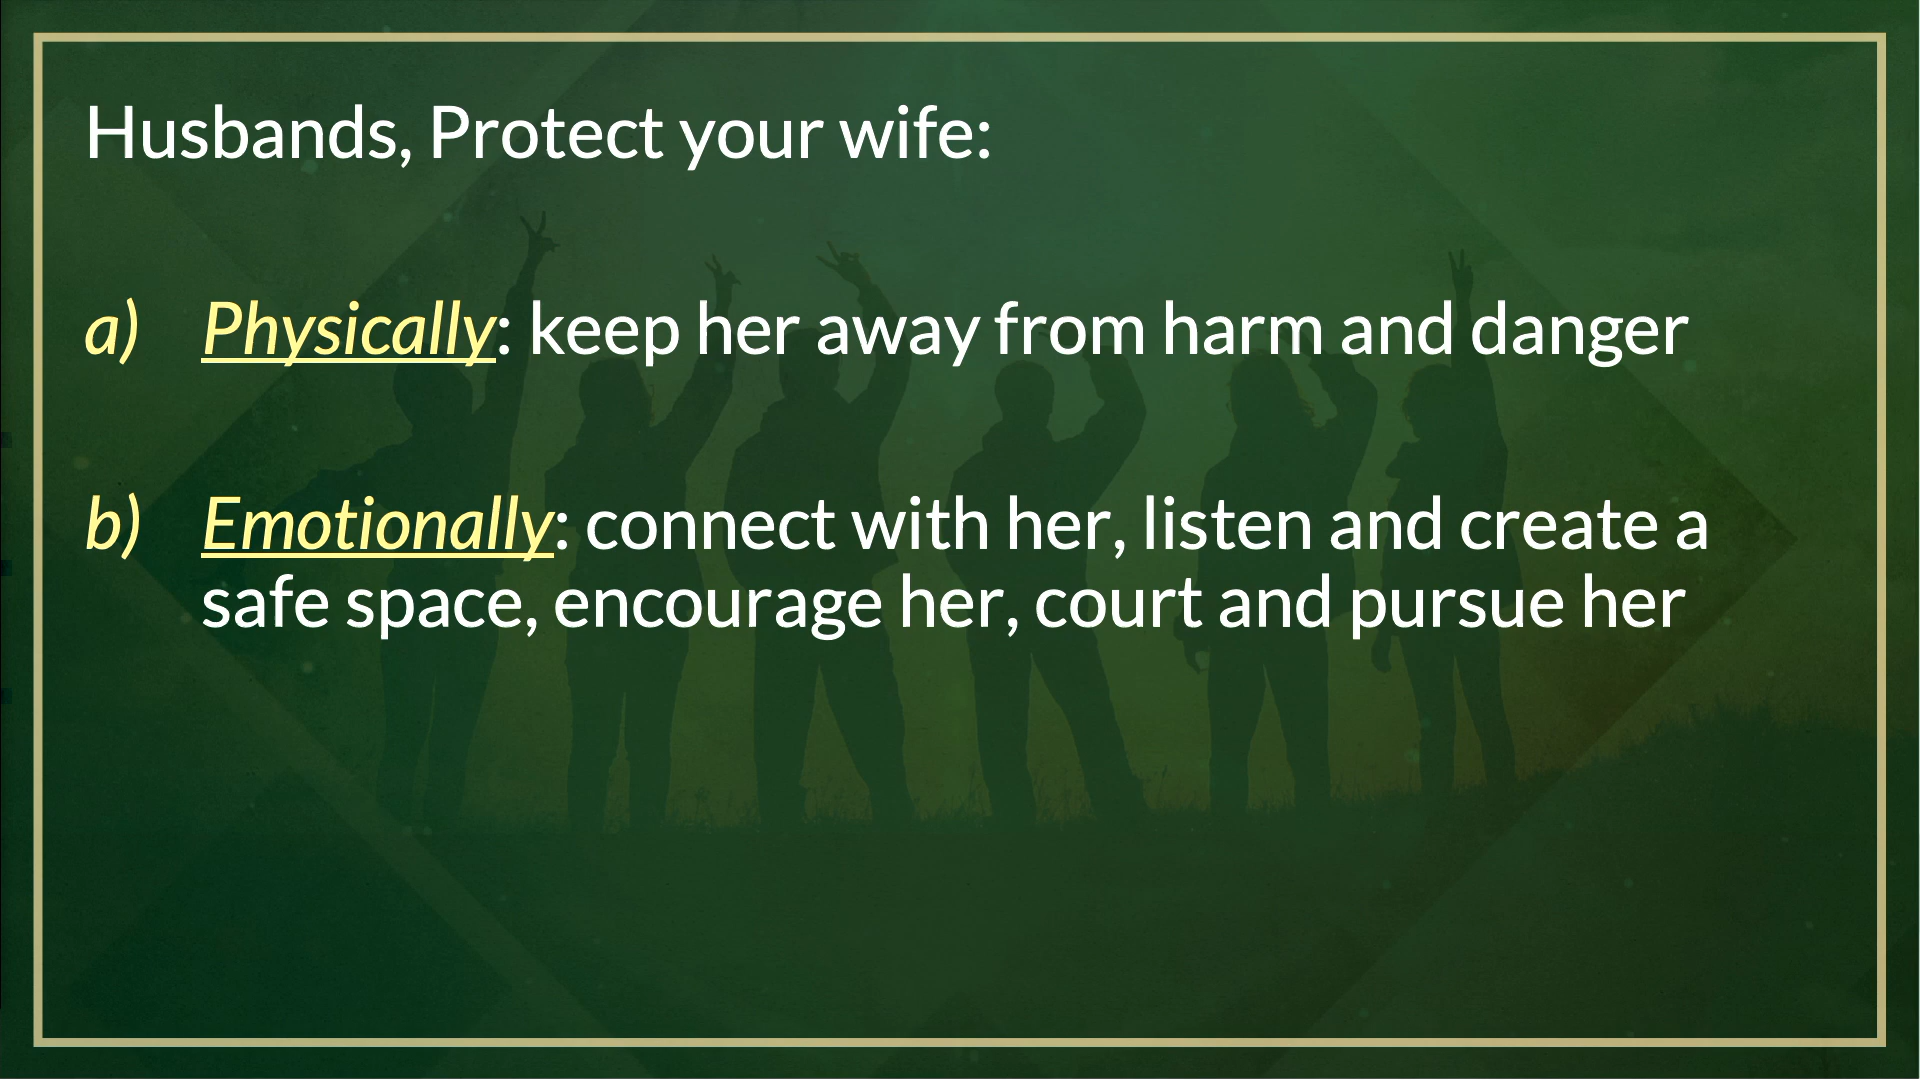 Husbands, Protect your wife:
a) Physically: keep her away from harm and danger
b) Emotionally: connect with her, listen and create a
safe space, encourage her, court and pursue her